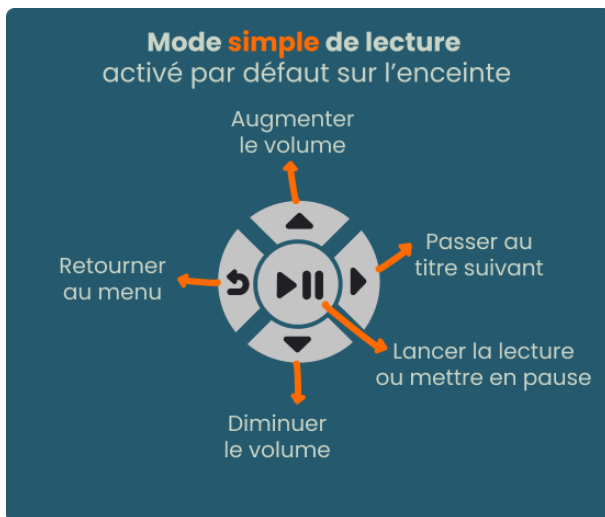 Mode simple de lecture
activé par défaut sur l'enceinte
Augmenter
le volume
Passer au
titre suivant
Retourner
au menu
Lancer la lecture
ou mettre en pause
Diminuer
le volume